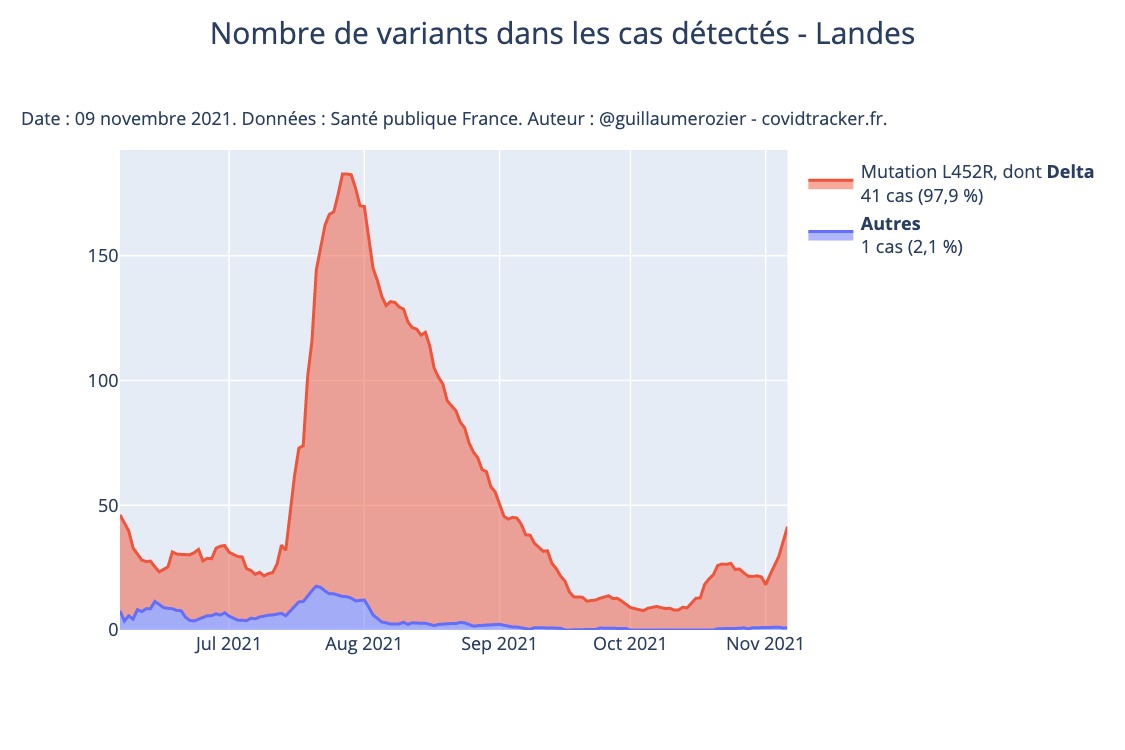 Nombre de variants dans les cas détectés - Landes
Date : 09 novembre 2021. Données : Santé publique France. Auteur : @guillaumerozier - covidtracker.fr.
Mutation L452R, dont Delta
41 cas (97,9 %)
Autres
1 cas (2,1 %)
150
100
50
0
Jul 2021
Aug 2021
Sep 2021
Oct 2021
Nov 2021